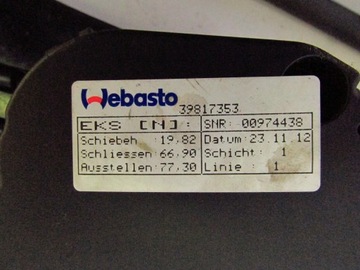 Webasto 39817353
EKS [N]: SNR: 00974438
Schiebeh :19,82 Datum:23.11.12
Schliessen:66,90 Schicht: 1
Ausstellen:77,30 Linie : 1